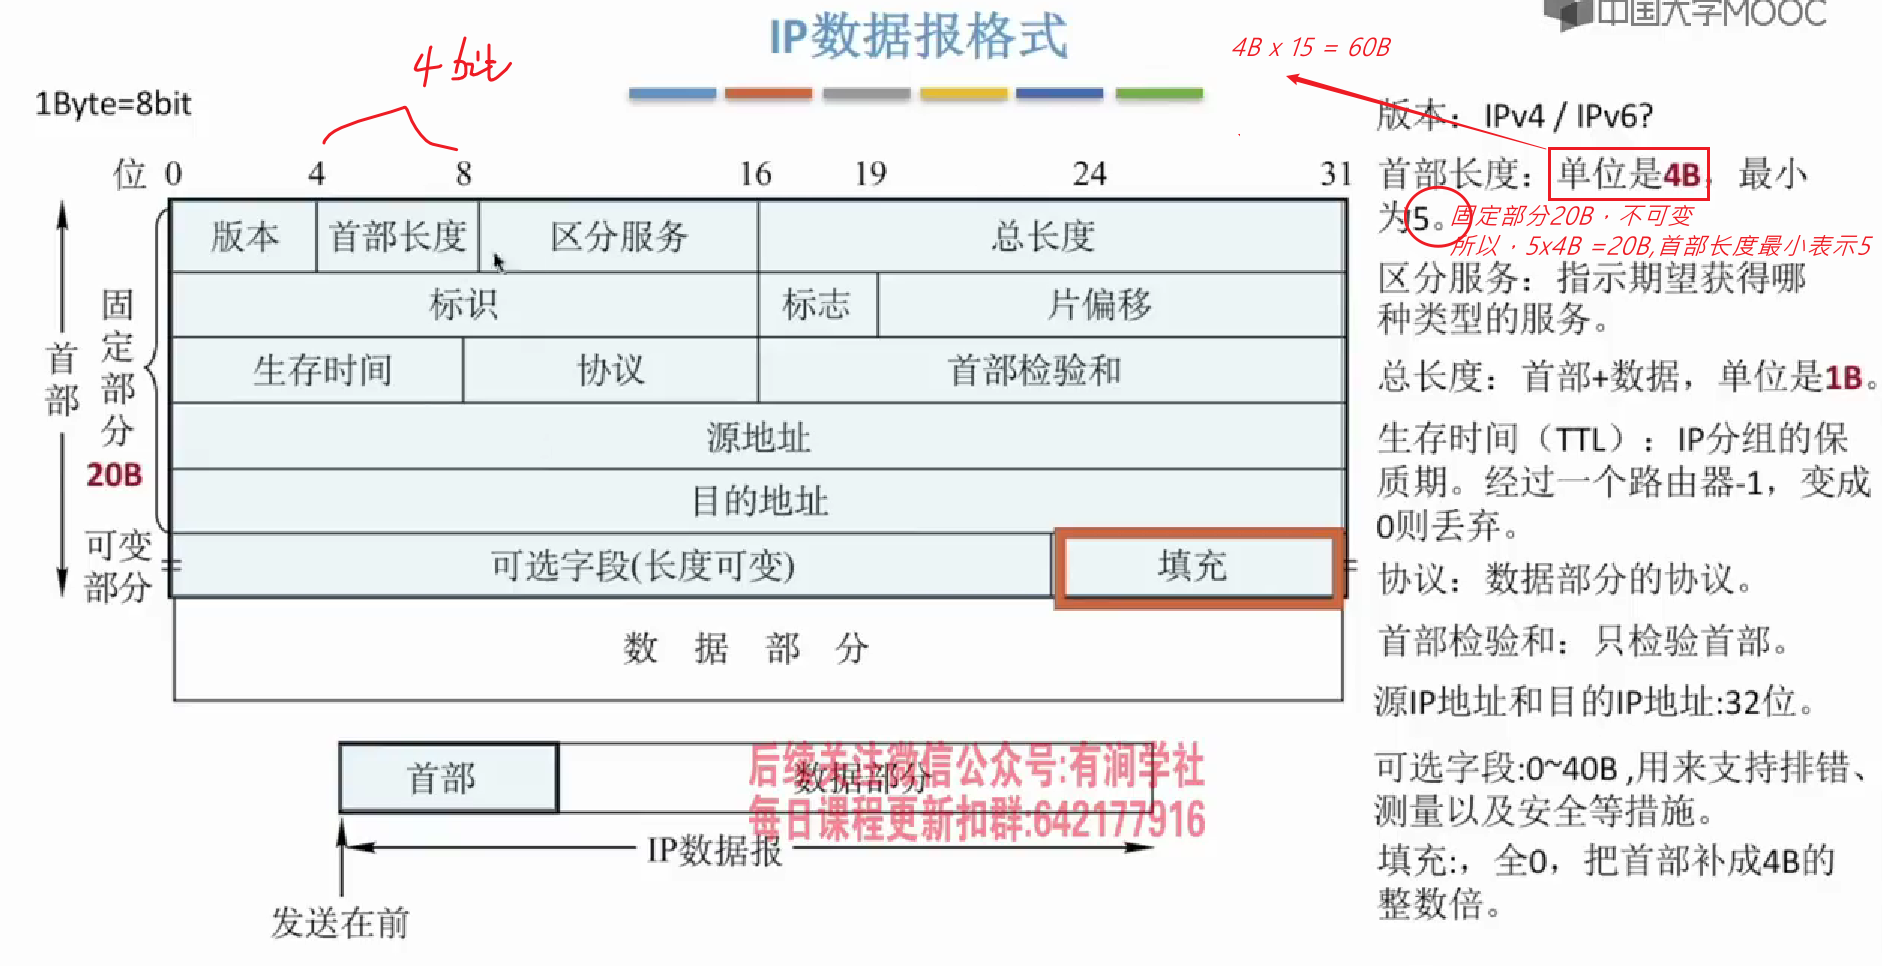 中国大学MOOC
IP数据报格式
4B x 15 = 60B
4 bit
1Byte=8bit
位 0 4 8 16 19 24 31
版本 首部长度 区分服务 总长度
标识 标志 片偏移
生存时间 协议 首部检验和
源地址
目的地址
可选字段(长度可变) 填充
数 据 部 分
首部
固定部分
20B
可变
部分
版本：IPv4 / IPv6?
首部长度：单位是4B，最小
为5。
固定部分20B，不可变
所以，5x4B =20B,首部长度最小表示5
区分服务：指示期望获得哪
种类型的服务。
总长度：首部+数据，单位是1B。
生存时间（TTL）：IP分组的保
质期。经过一个路由器-1，变成
0则丢弃。
协议：数据部分的协议。
首部检验和：只检验首部。
源IP地址和目的IP地址:32位。
可选字段:0~40B ,用来支持排错、
测量以及安全等措施。
填充:，全0，把首部补成4B的
整数倍。
首部 数据部分
后续关注微信公众号:有涧学社
每日课程更新扣群:642177916
IP数据报
发送在前